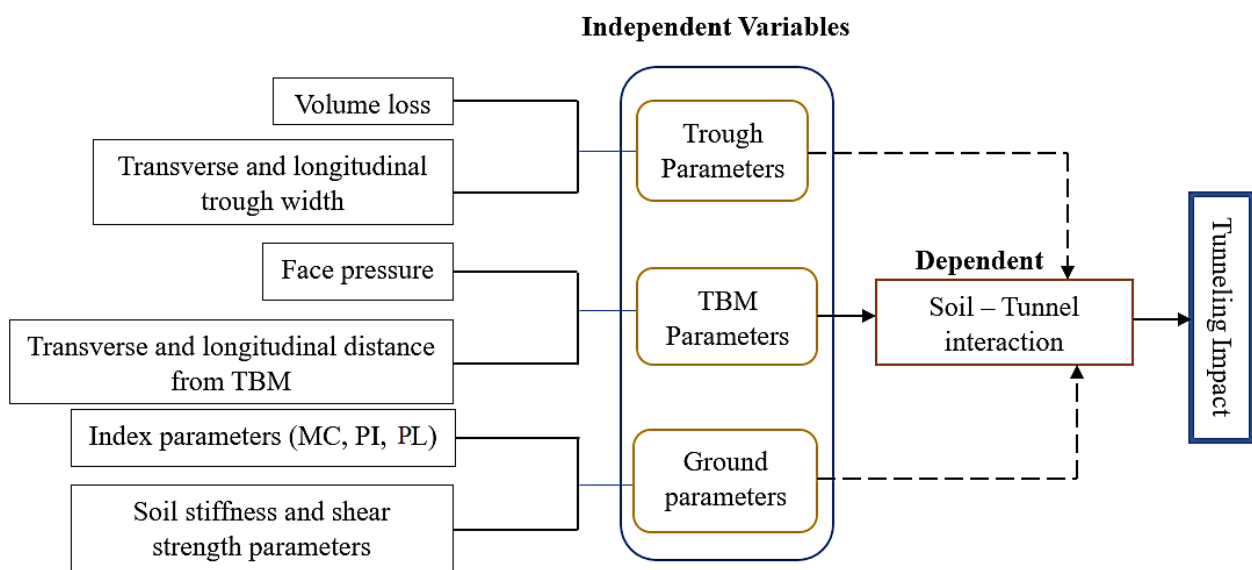 Independent Variables
Volume loss
Transverse and longitudinal
trough width
Face pressure
Transverse and longitudinal distance
from TBM
Index parameters (MC, PI, PL)
Soil stiffness and shear
strength parameters
Trough
Parameters
TBM
Parameters
Ground
parameters
Dependent
Soil – Tunnel
interaction
Tunneling Impact